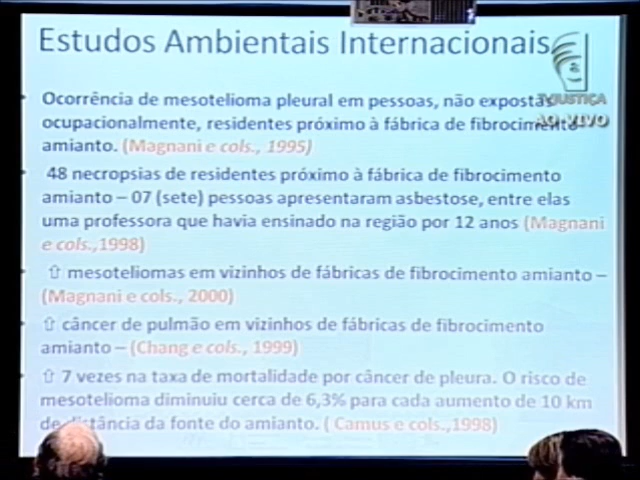 Estudos Ambientais Internacionais
TVJUSTIÇA
AO VIVO
Ocorrência de mesotelioma pleural em pessoas, não expostas
ocupacionalmente, residentes próximo à fábrica de fibrocimento
amianto. (Magnani e cols., 1995)
48 necropsias de residentes próximo à fábrica de fibrocimento
amianto – 07 (sete) pessoas apresentaram asbestose, entre elas
uma professora que havia ensinado na região por 12 anos (Magnani
e cols.,1998)
⇧ mesoteliomas em vizinhos de fábricas de fibrocimento amianto –
(Magnani e cols., 2000)
⇧ câncer de pulmão em vizinhos de fábricas de fibrocimento
amianto – (Chang e cols., 1999)
⇧ 7 vezes na taxa de mortalidade por câncer de pleura. O risco de
mesotelioma diminuiu cerca de 6,3% para cada aumento de 10 km
de distância da fonte do amianto. ( Camus e cols.,1998)